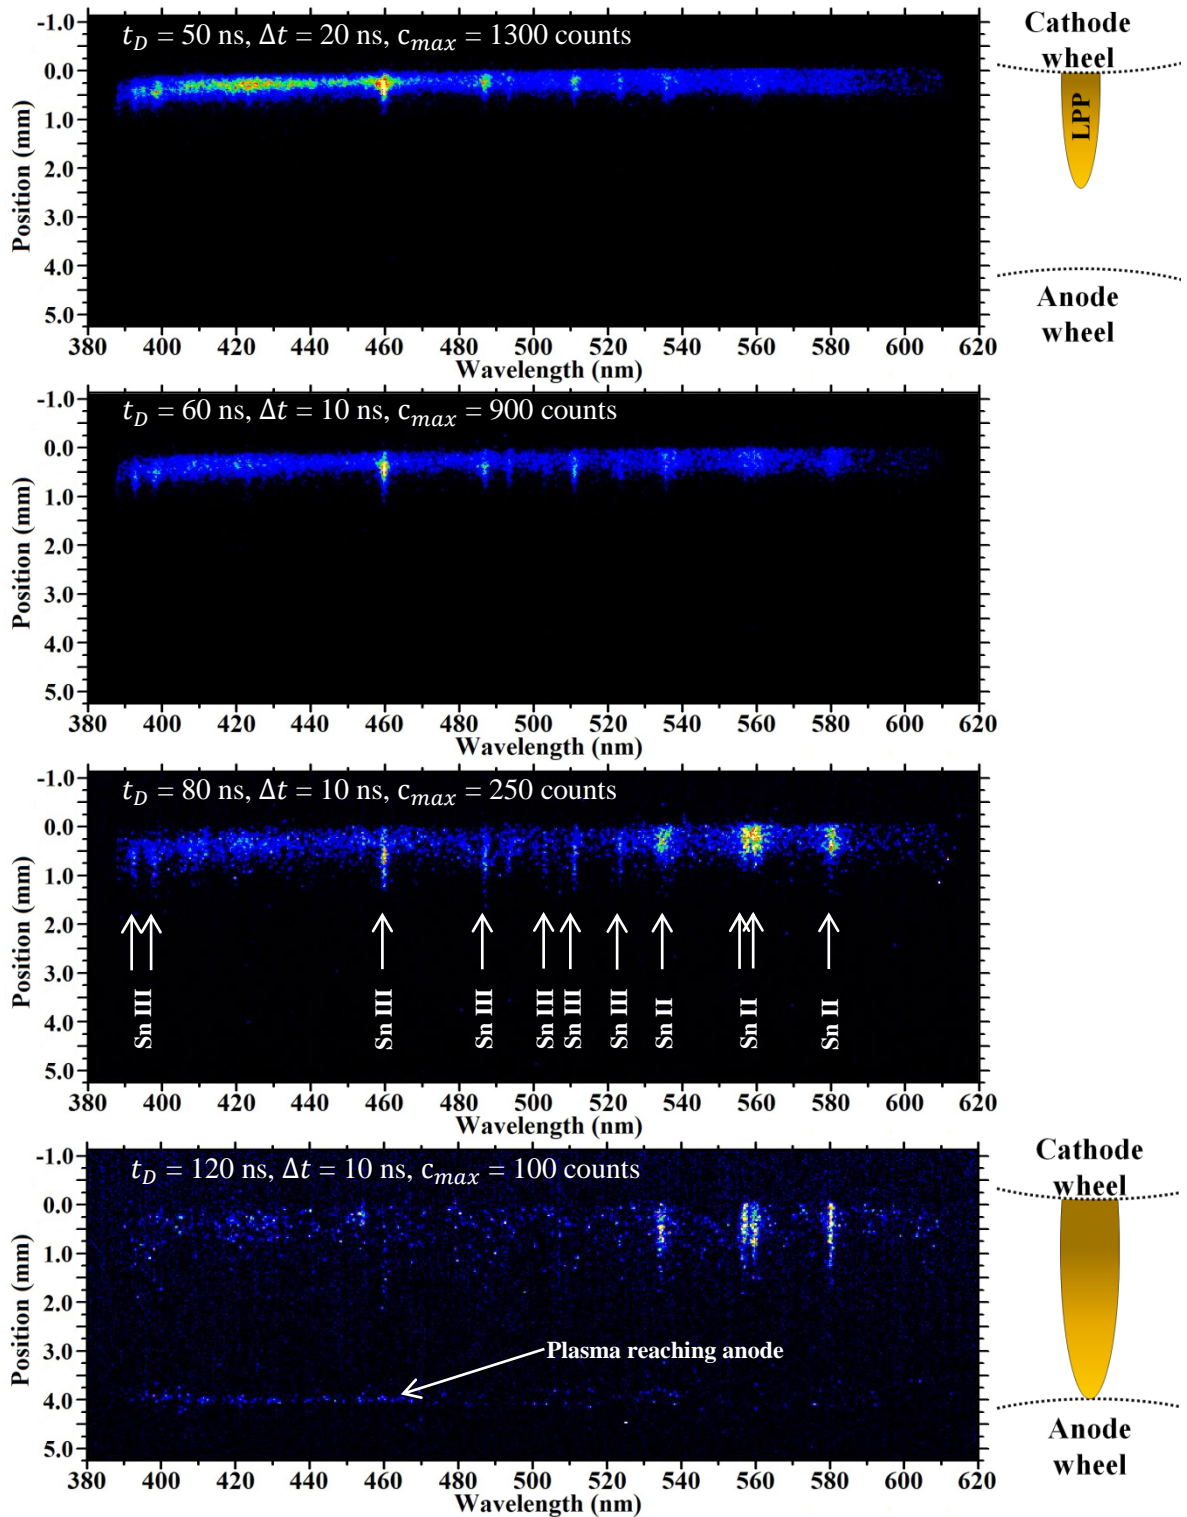 t_D = 50 ns, Δt = 20 ns, c_max = 1300 counts
-1.0
0.0
1.0
2.0
3.0
4.0
5.0
Position (mm)
380 400 420 440 460 480 500 520 540 560 580 600 620
Wavelength (nm)
Cathode
wheel
LPP
Anode
wheel
t_D = 60 ns, Δt = 10 ns, c_max = 900 counts
-1.0
0.0
1.0
2.0
3.0
4.0
5.0
Position (mm)
380 400 420 440 460 480 500 520 540 560 580 600 620
Wavelength (nm)
t_D = 80 ns, Δt = 10 ns, c_max = 250 counts
-1.0
0.0
1.0
2.0
3.0
4.0
5.0
Position (mm)
Sn III
Sn III
Sn III
Sn III
Sn III
Sn III
Sn II
Sn II
Sn II
380 400 420 440 460 480 500 520 540 560 580 600 620
Wavelength (nm)
t_D = 120 ns, Δt = 10 ns, c_max = 100 counts
-1.0
0.0
1.0
2.0
3.0
4.0
5.0
Position (mm)
Plasma reaching anode
380 400 420 440 460 480 500 520 540 560 580 600 620
Wavelength (nm)
Cathode
wheel
Anode
wheel